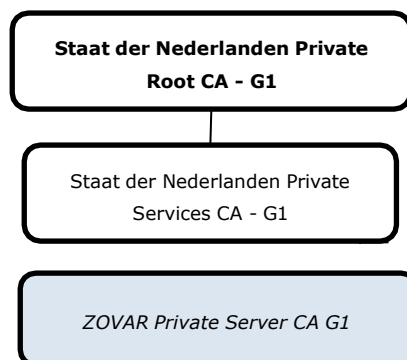 Staat der Nederlanden Private
Root CA - G1
Staat der Nederlanden Private
Services CA - G1
ZOVAR Private Server CA G1